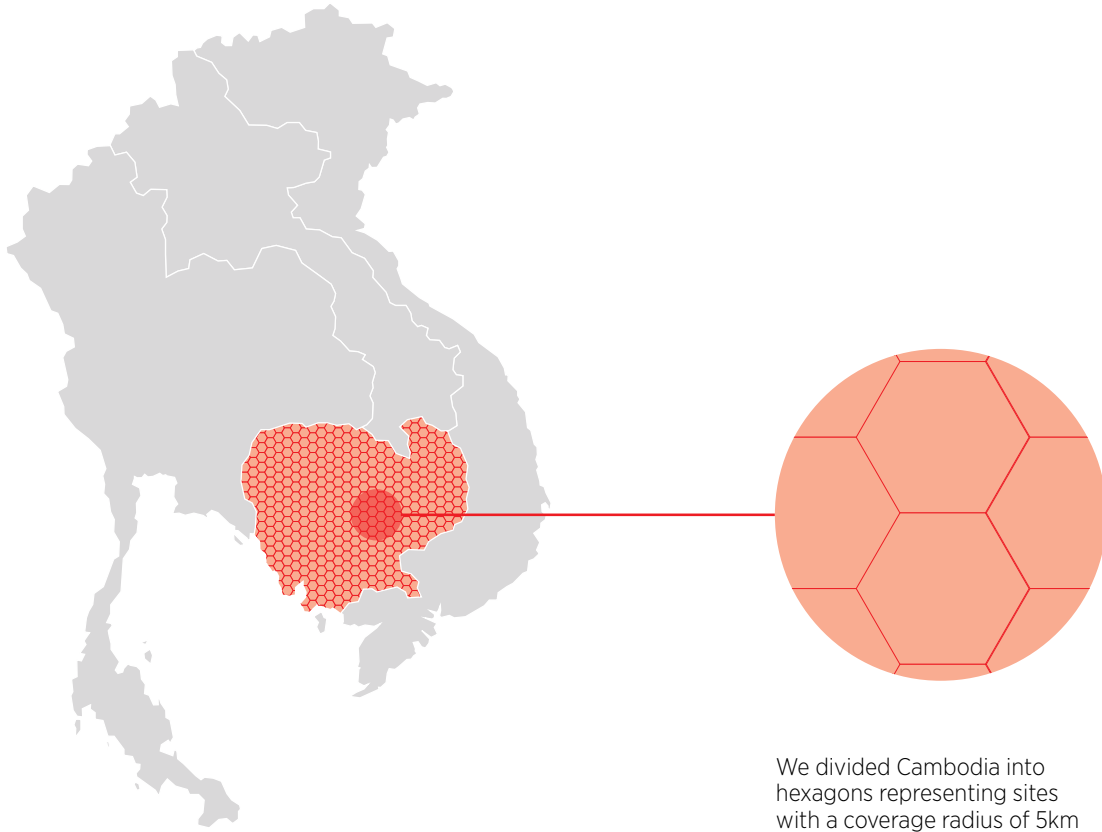 We divided Cambodia into
hexagons representing sites
with a coverage radius of 5km